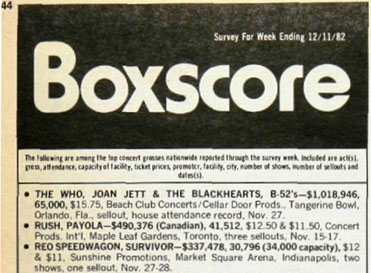 44
Survey For Week Ending 12/11/82
Boxscore
The following are among the top concert grosses nationwide reported through the survey week. Included are act(s),
gross, attendance, capacity of facility, ticket prices, promoter, facility, city, number of shows, number of sellouts and
dates(s).
• THE WHO, JOAN JETT & THE BLACKHEARTS, B-52's—$1,018,946,
65,000, $15.75, Beach Club Concerts/Cellar Door Prods., Tangerine Bowl,
Orlando, Fla., sellout, house attendance record, Nov. 27.
• RUSH, PAYOLA—$490,376 (Canadian), 41,512, $12.50 & $11.50, Concert
Prods. Int'l, Maple Leaf Gardens, Toronto, three sellouts, Nov. 15-17.
• REO SPEEDWAGON, SURVIVOR—$337,478, 30,796 (34,000 capacity), $12
& $11, Sunshine Promotions, Market Square Arena, Indianapolis, two
shows, one sellout, Nov. 27-28.